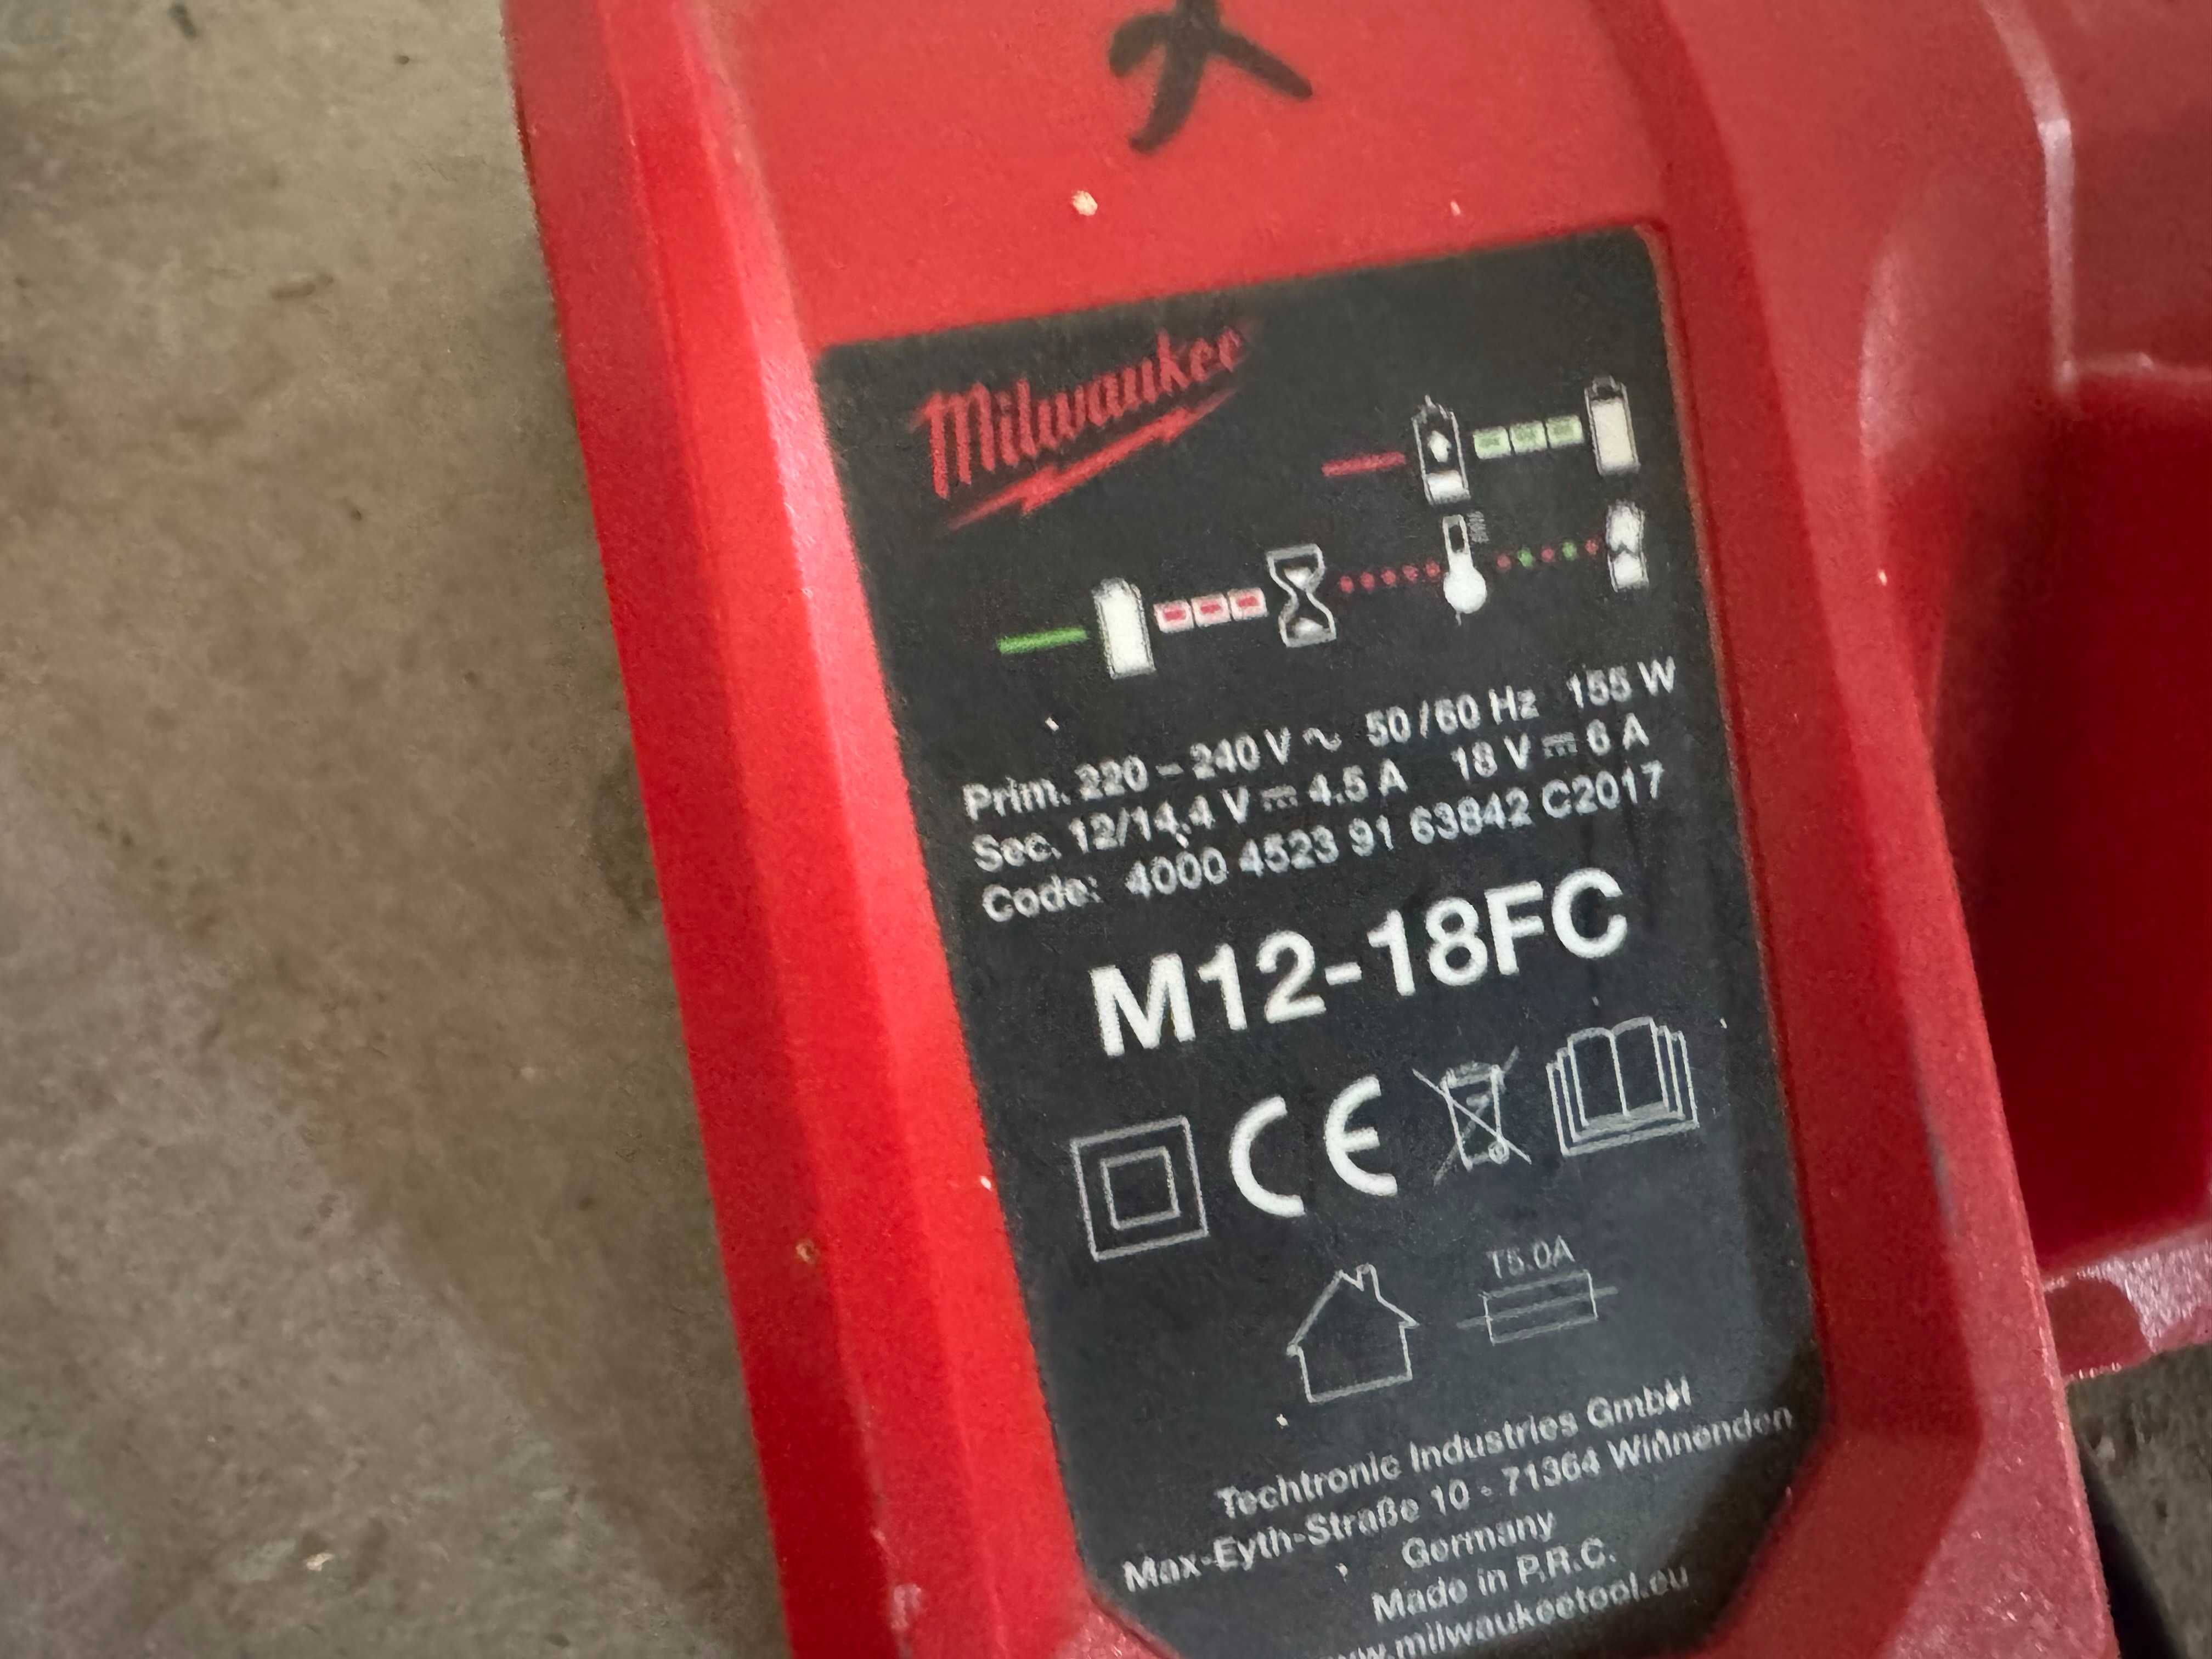 Milwaukee
Prim. 220 – 240 V ~ 50 / 60 Hz 155 W
Sec. 12/14,4 V ⎓ 4.5 A 18 V ⎓ 6 A
Code: 4000 4523 91 63842 C2017
M12-18FC
CE
T5.0A
Techtronic Industries GmbH
Max-Eyth-Straße 10 - 71364 Winnenden
Germany
Made in P.R.C.
www.milwaukeetool.eu